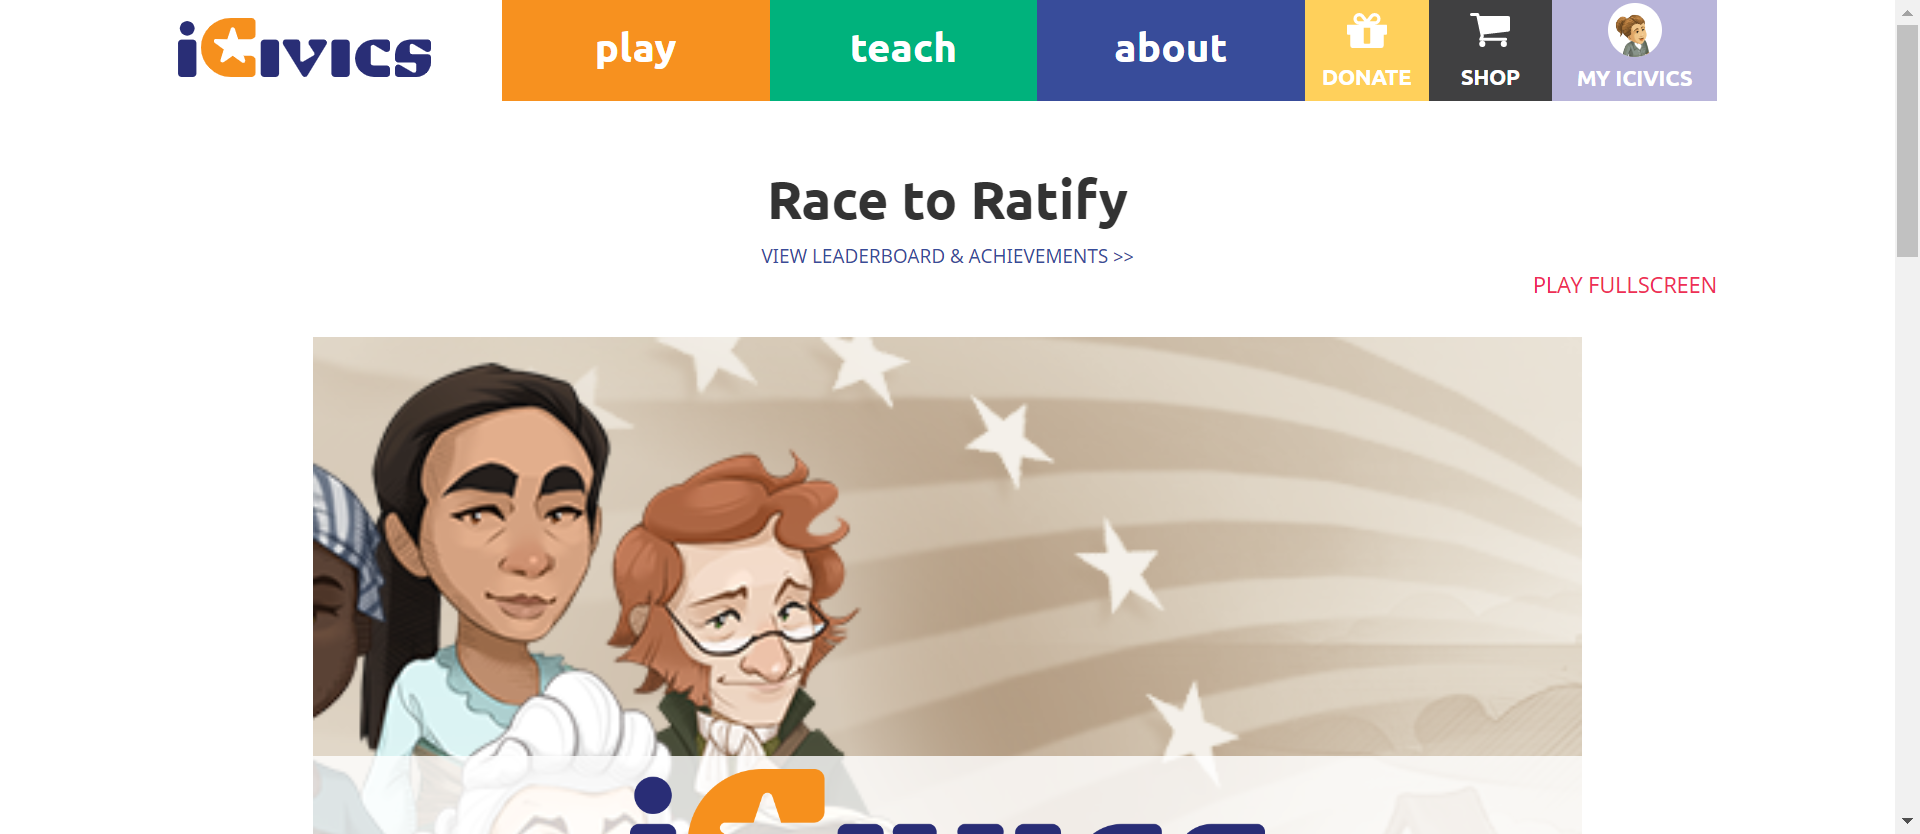 iCivics
play
teach
about
DONATE
SHOP
MY ICIVICS
Race to Ratify
VIEW LEADERBOARD & ACHIEVEMENTS >>
PLAY FULLSCREEN